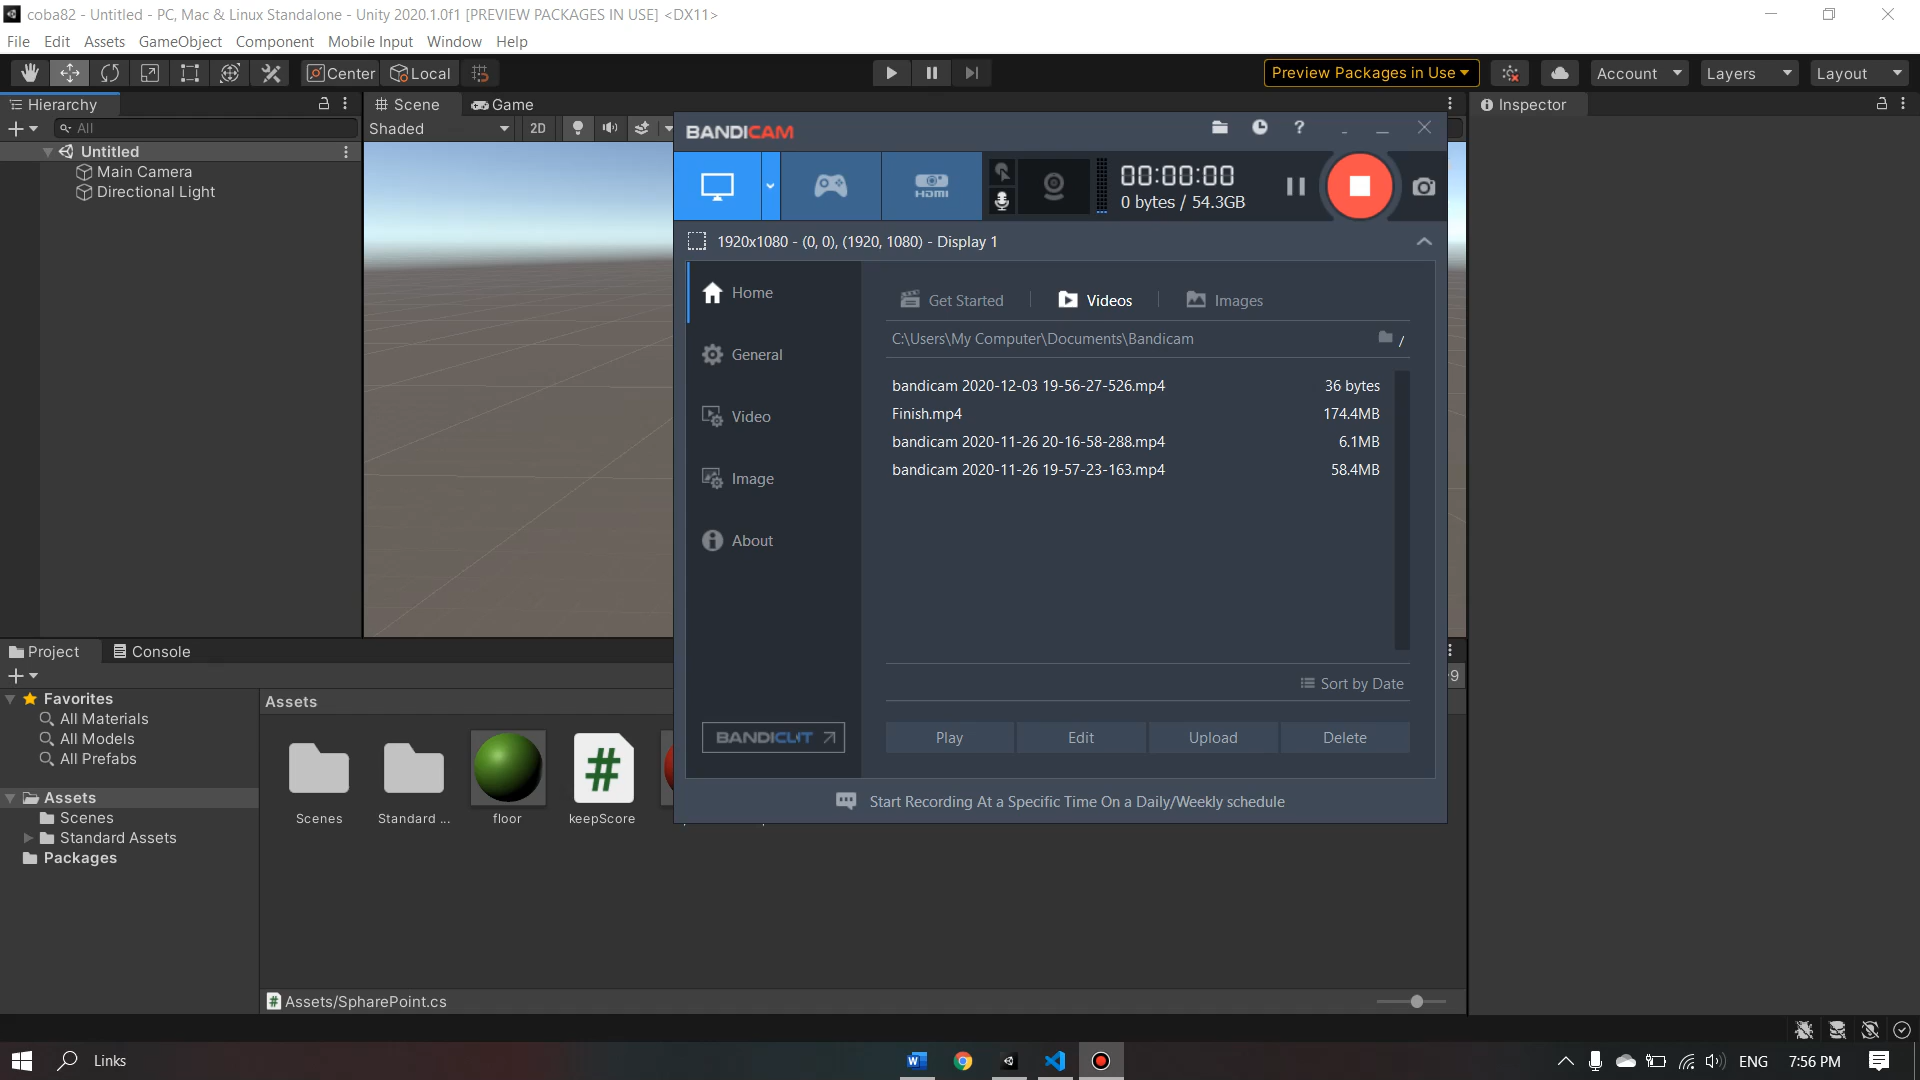 coba82 - Untitled - PC, Mac & Linux Standalone - Unity 2020.1.0f1 [PREVIEW PACKAGES IN USE] <DX11>
File Edit Assets GameObject Component Mobile Input Window Help
Center Local Preview Packages in Use Account Layers Layout
Hierarchy Scene Game Inspector
All Shaded 2D
Untitled
Main Camera
Directional Light
BANDICAM
HDMI
00:00:00
0 bytes / 54.3GB
1920x1080 - (0, 0), (1920, 1080) - Display 1
Home
General
Video
Image
About
BANDICUT
Get Started Videos Images
C:\Users\My Computer\Documents\Bandicam /
bandicam 2020-12-03 19-56-27-526.mp4 36 bytes
Finish.mp4 174.4MB
bandicam 2020-11-26 20-16-58-288.mp4 6.1MB
bandicam 2020-11-26 19-57-23-163.mp4 58.4MB
Sort by Date
Play Edit Upload Delete
Start Recording At a Specific Time On a Daily/Weekly schedule
Project Console
9
Favorites
All Materials
All Models
All Prefabs
Assets
Scenes
Standard Assets
Packages
Assets
Scenes Standard ... floor keepScore
Assets/SpharePoint.cs
Links ENG 7:56 PM